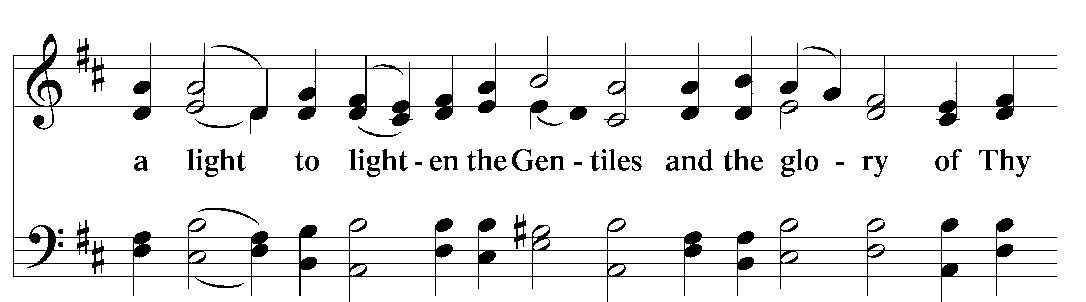 a light to light - en the Gen - tiles and the glo - ry of Thy